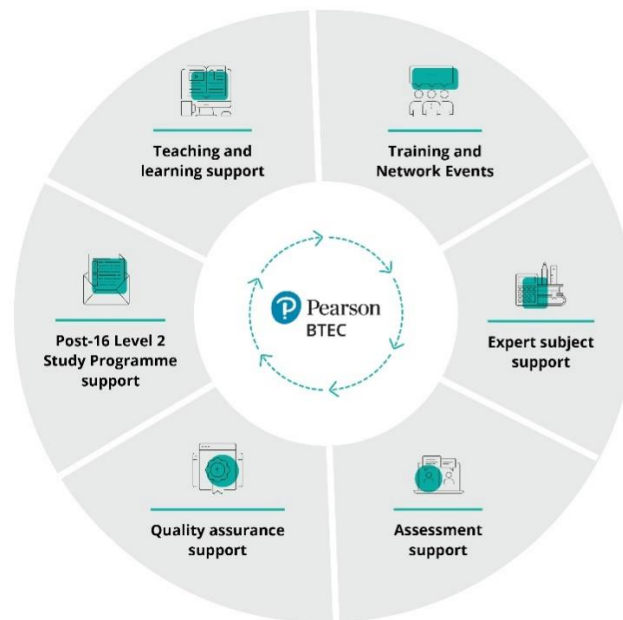 Teaching and
learning support
Training and
Network Events
Post-16 Level 2
Study Programme
support
Pearson
BTEC
Expert subject
support
Quality assurance
support
Assessment
support